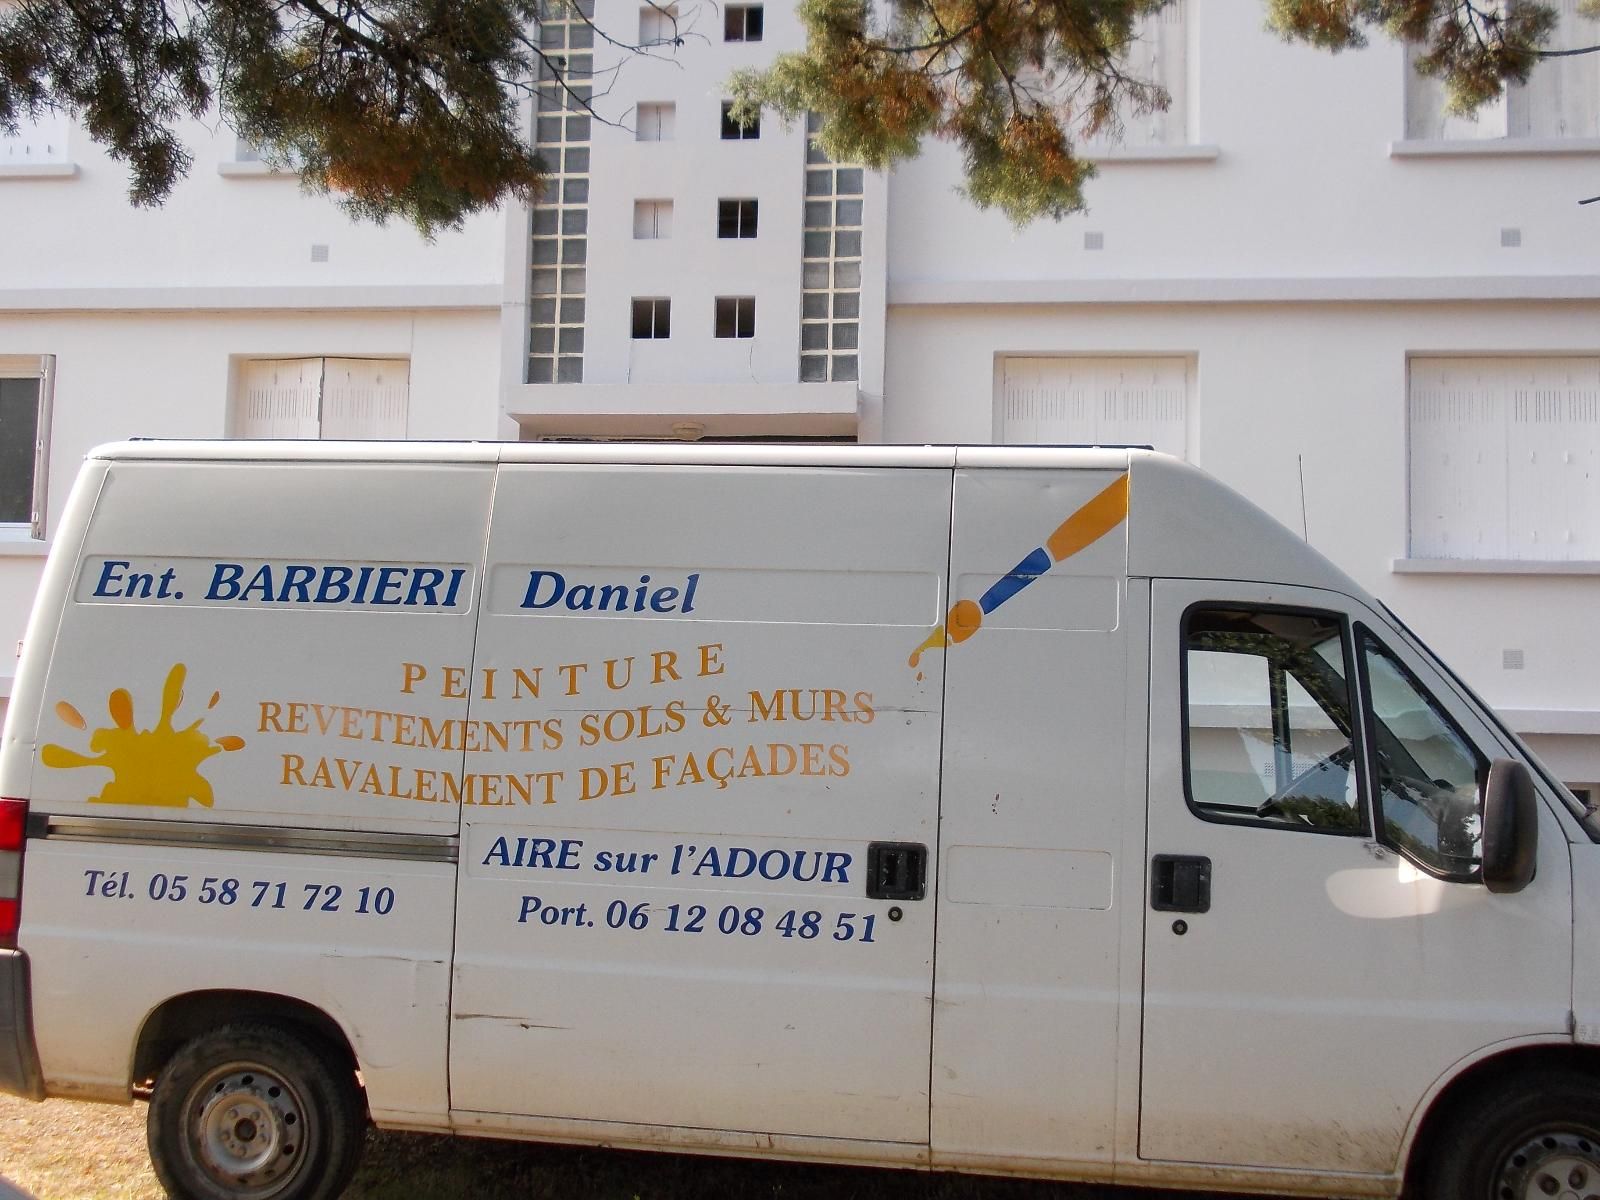 Ent. BARBIERI Daniel
PEINTURE
REVETEMENTS SOLS & MURS
RAVALEMENT DE FAÇADES
AIRE sur l'ADOUR
Tél. 05 58 71 72 10
Port. 06 12 08 48 51